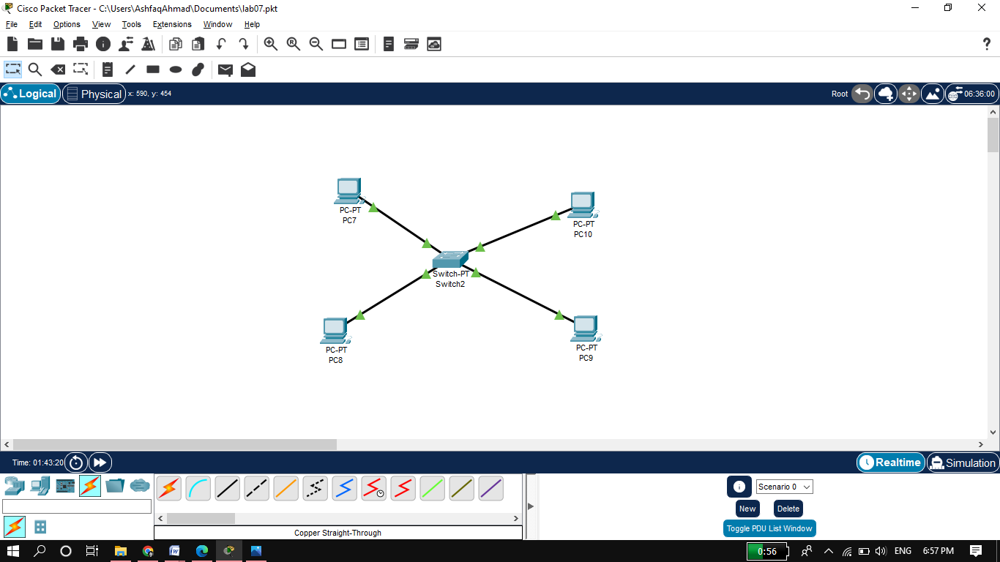 Cisco Packet Tracer - C:\Users\AshfaqAhmad\Documents\lab07.pkt
File Edit Options View Tools Extensions Window Help
Logical Physical x: 590, y: 454 Root 06:36:00
PC-PT
PC7
PC-PT
PC10
Switch-PT
Switch2
PC-PT
PC8
PC-PT
PC9
Time: 01:43:20 Realtime Simulation
Scenario 0
New Delete
Toggle PDU List Window
Copper Straight-Through
0:56 ENG 6:57 PM